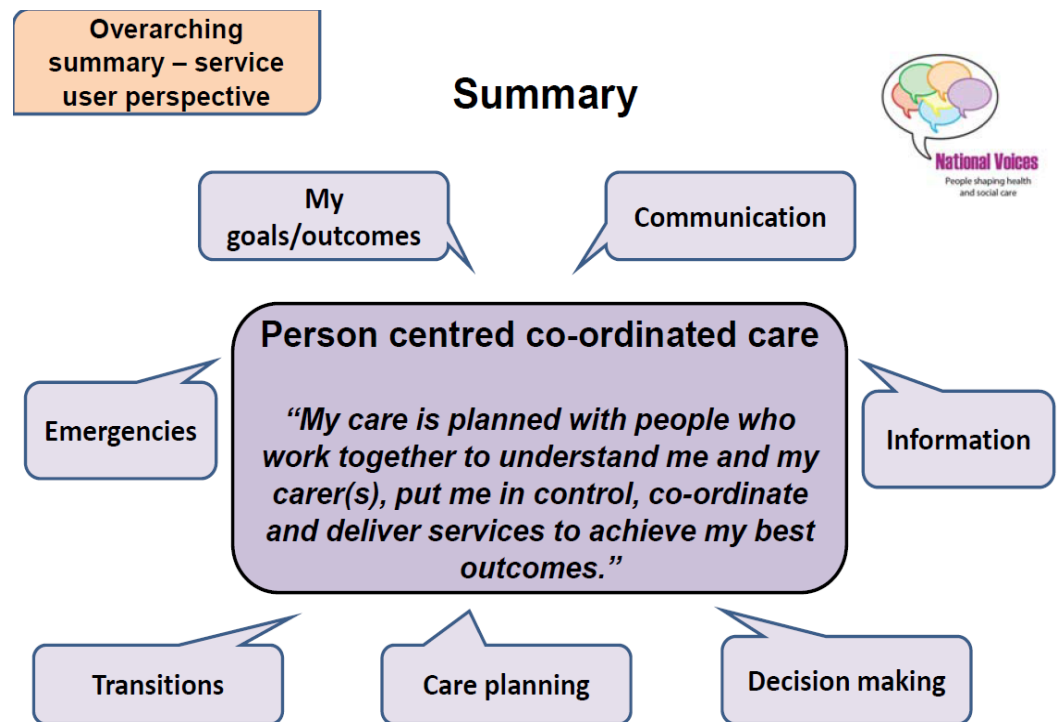 Overarching
summary – service
user perspective
Summary
National Voices
People shaping health
and social care
My
goals/outcomes
Communication
Emergencies
Person centred co-ordinated care
“My care is planned with people who
work together to understand me and my
carer(s), put me in control, co-ordinate
and deliver services to achieve my best
outcomes.”
Information
Transitions
Care planning
Decision making